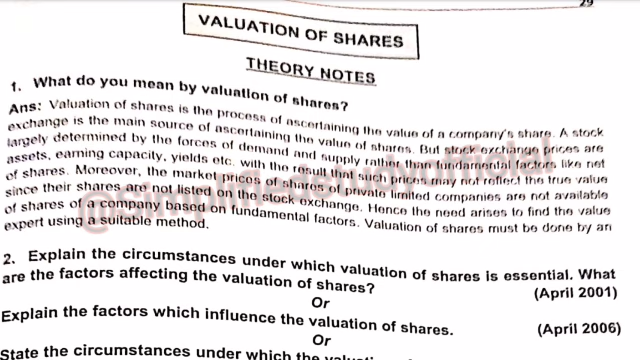 29
VALUATION OF SHARES
THEORY NOTES
1. What do you mean by valuation of shares?
Ans: Valuation of shares is the process of ascertaining the value of a company's share. A stock
exchange is the main source of ascertaining the value of shares. But stock exchange prices are
largely determined by the forces of demand and supply rather than fundamental factors like net
assets, earning capacity, yields etc. with the result that such prices may not reflect the true value
of shares. Moreover, the market prices of shares of private limited companies are not available
since their shares are not listed on the stock exchange. Hence the need arises to find the value
of shares of a company based on fundamental factors. Valuation of shares must be done by an
expert using a suitable method.
2. Explain the circumstances under which valuation of shares is essential. What
are the factors affecting the valuation of shares? (April 2001)
Or
Explain the factors which influence the valuation of shares. (April 2006)
Or
State the circumstances under which the